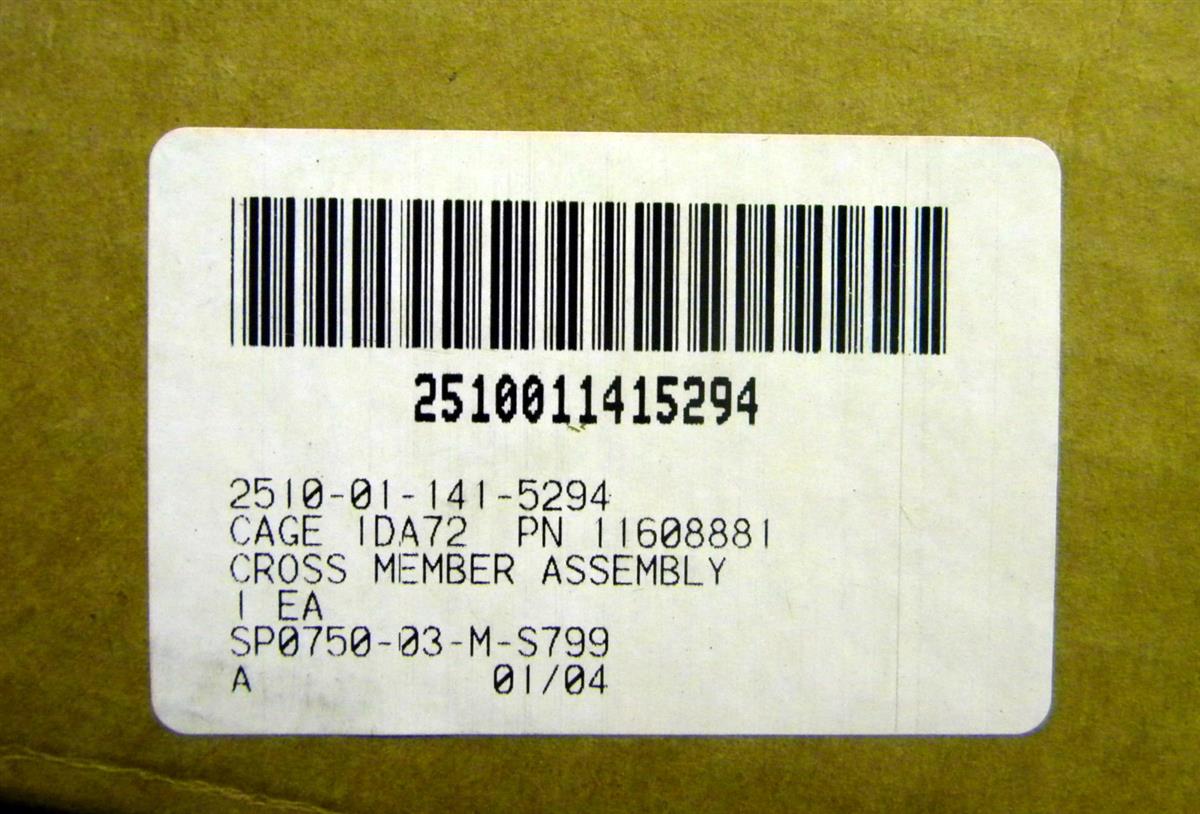 2510011415294
2510-01-141-5294
CAGE 1DA72 PN 11608881
CROSS MEMBER ASSEMBLY
1 EA
SP0750-03-M-S799
A 01/04